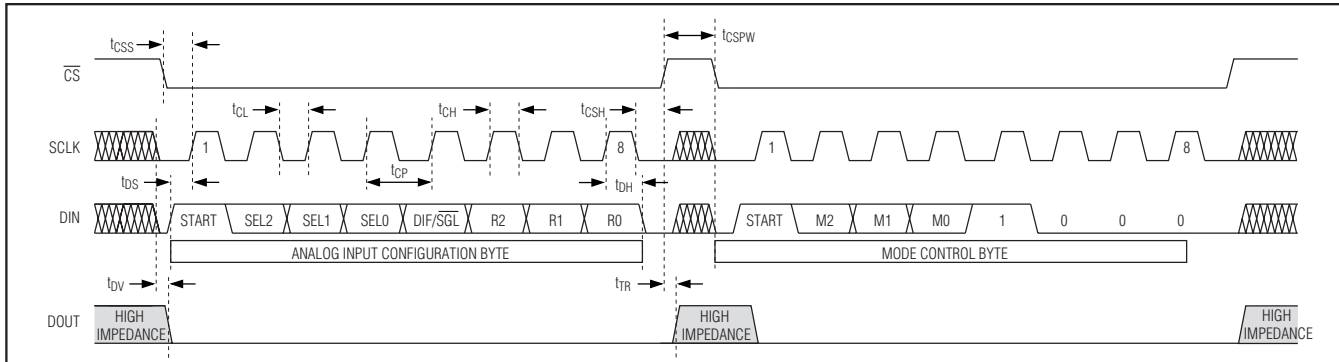 tCSS
tCSPW
CS
tCL
tCH
tCSH
SCLK
1
8
1
8
tCP
tDS
tDH
DIN
START SEL2 SEL1 SEL0 DIF/SGL R2 R1 R0
START M2 M1 M0 1 0 0 0
ANALOG INPUT CONFIGURATION BYTE
MODE CONTROL BYTE
tDV
tTR
DOUT
HIGH
IMPEDANCE
HIGH
IMPEDANCE
HIGH
IMPEDANCE